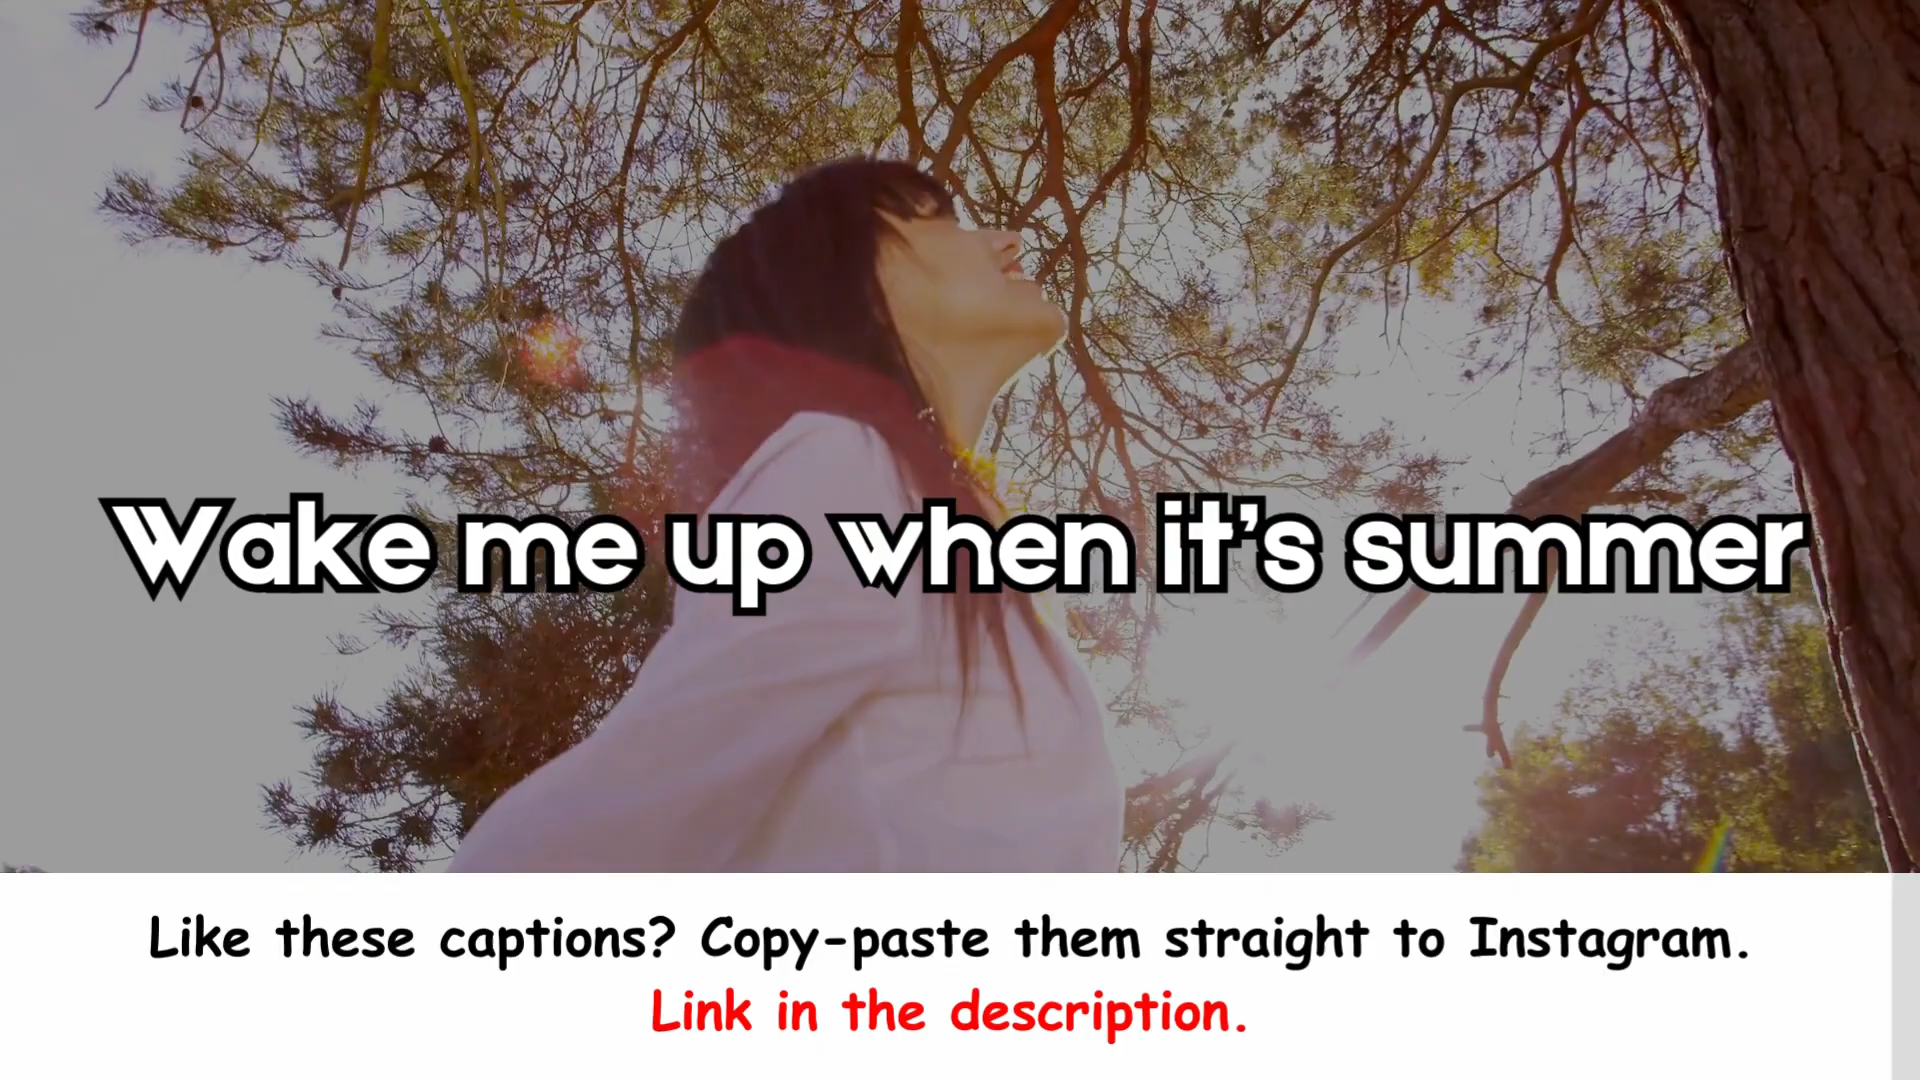 Wake me up when it's summer
Like these captions? Copy-paste them straight to Instagram.
Link in the description.